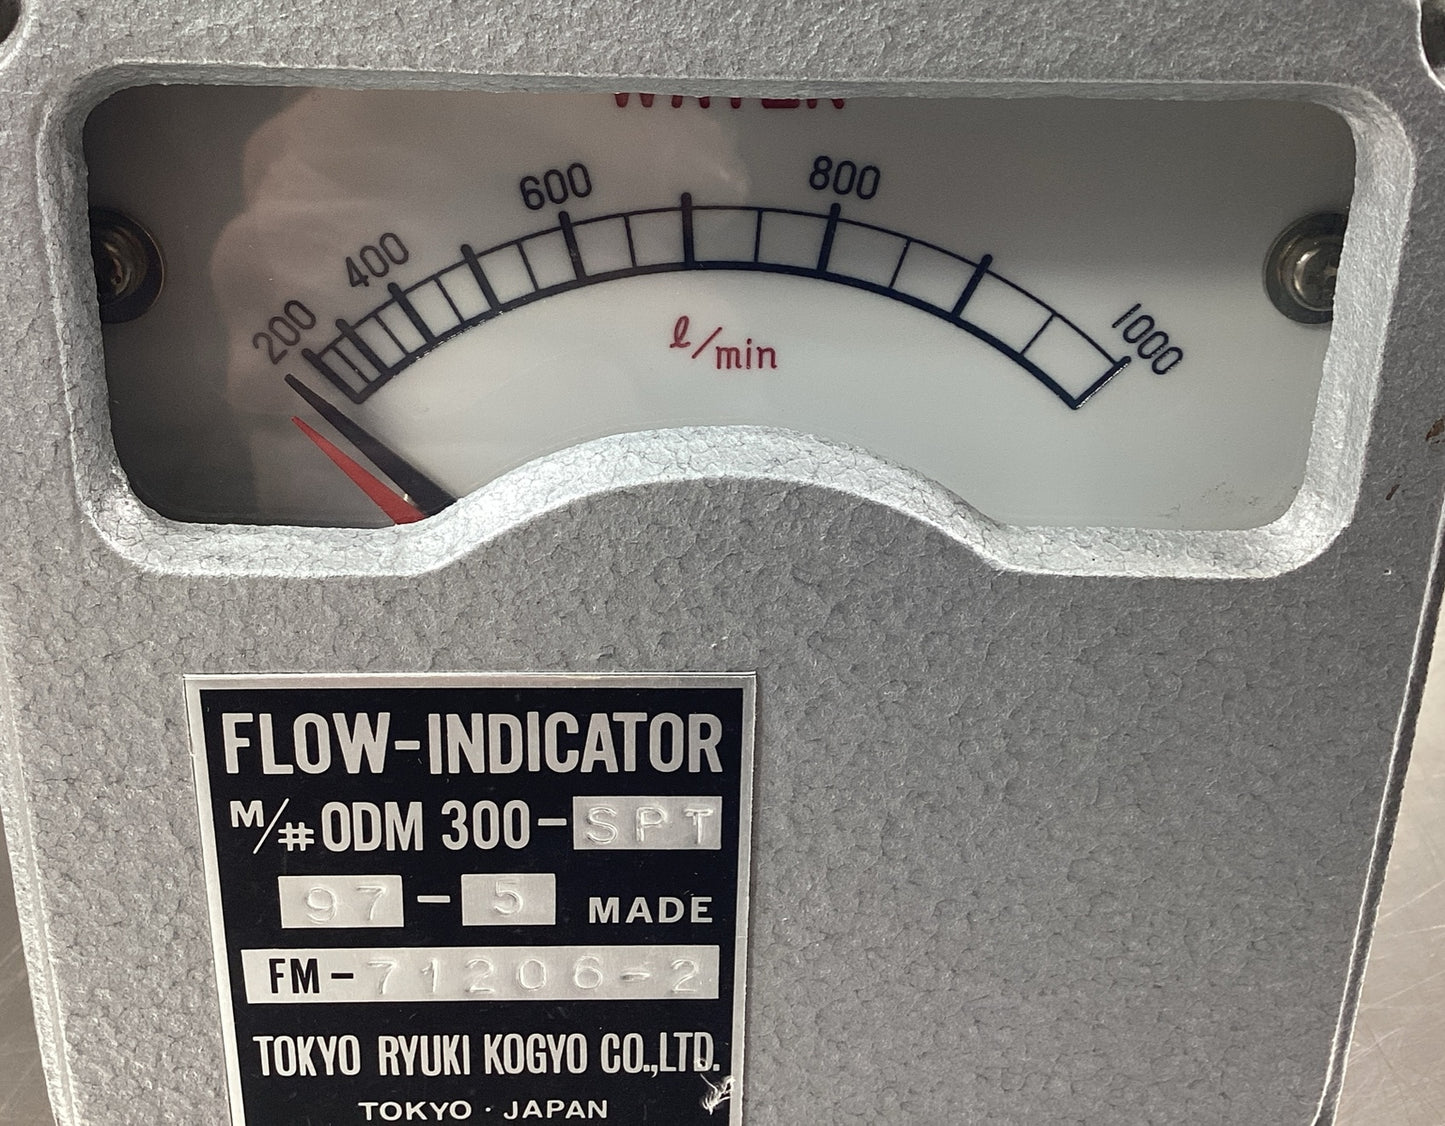 WATER
200 400 600 800 1000
l/min
FLOW-INDICATOR
M/# ODM 300-SPT
97-5 MADE
FM-71206-2
TOKYO RYUKI KOGYO CO.,LTD.
TOKYO・JAPAN